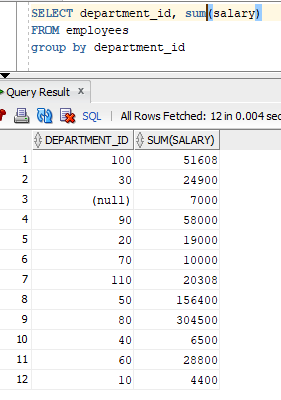 SELECT department_id, sum(salary)
FROM employees
group by department_id
Query Result x
SQL | All Rows Fetched: 12 in 0.004 sec
DEPARTMENT_ID SUM(SALARY)
1 100 51608
2 30 24900
3 (null) 7000
4 90 58000
5 20 19000
6 70 10000
7 110 20308
8 50 156400
9 80 304500
10 40 6500
11 60 28800
12 10 4400